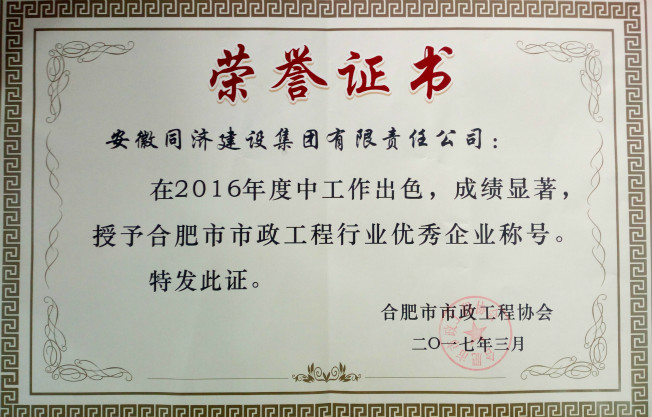 荣誉证书
安徽同济建设集团有限责任公司：
在2016年度中工作出色，成绩显著，
授予合肥市市政工程行业优秀企业称号。
特发此证。
合肥市市政工程协会
二〇一七年三月